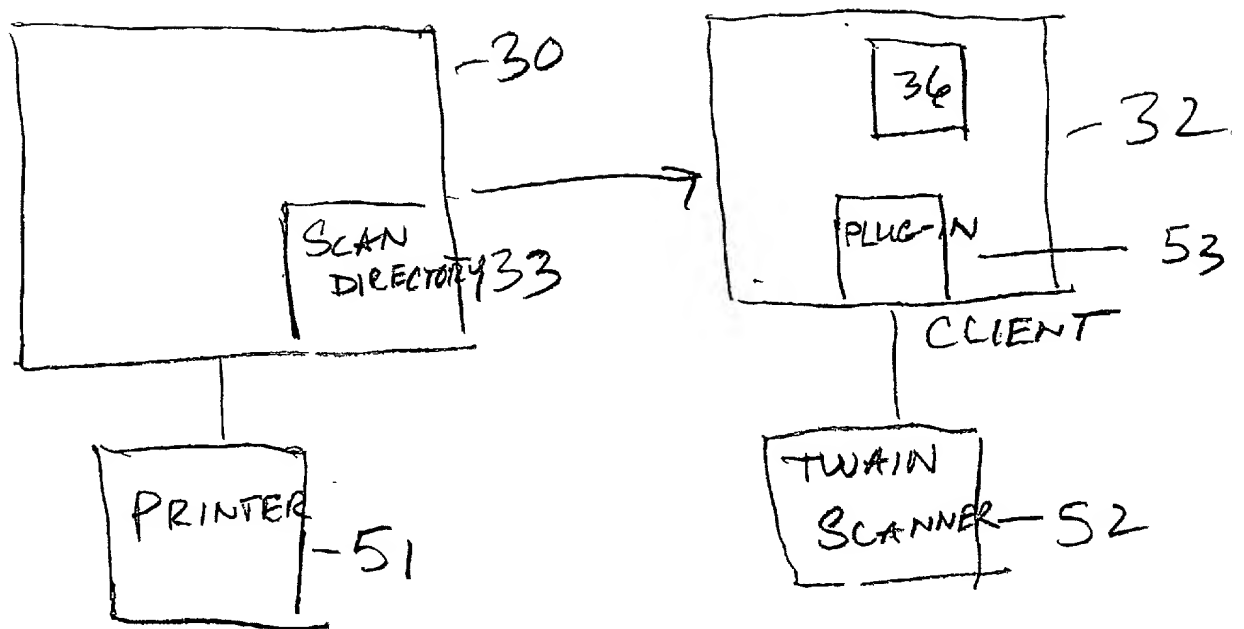 -30
36
-32
SCAN
DIRECTORY 33
PLUG-IN
53
CLIENT
PRINTER
-51
TWAIN
SCANNER-52